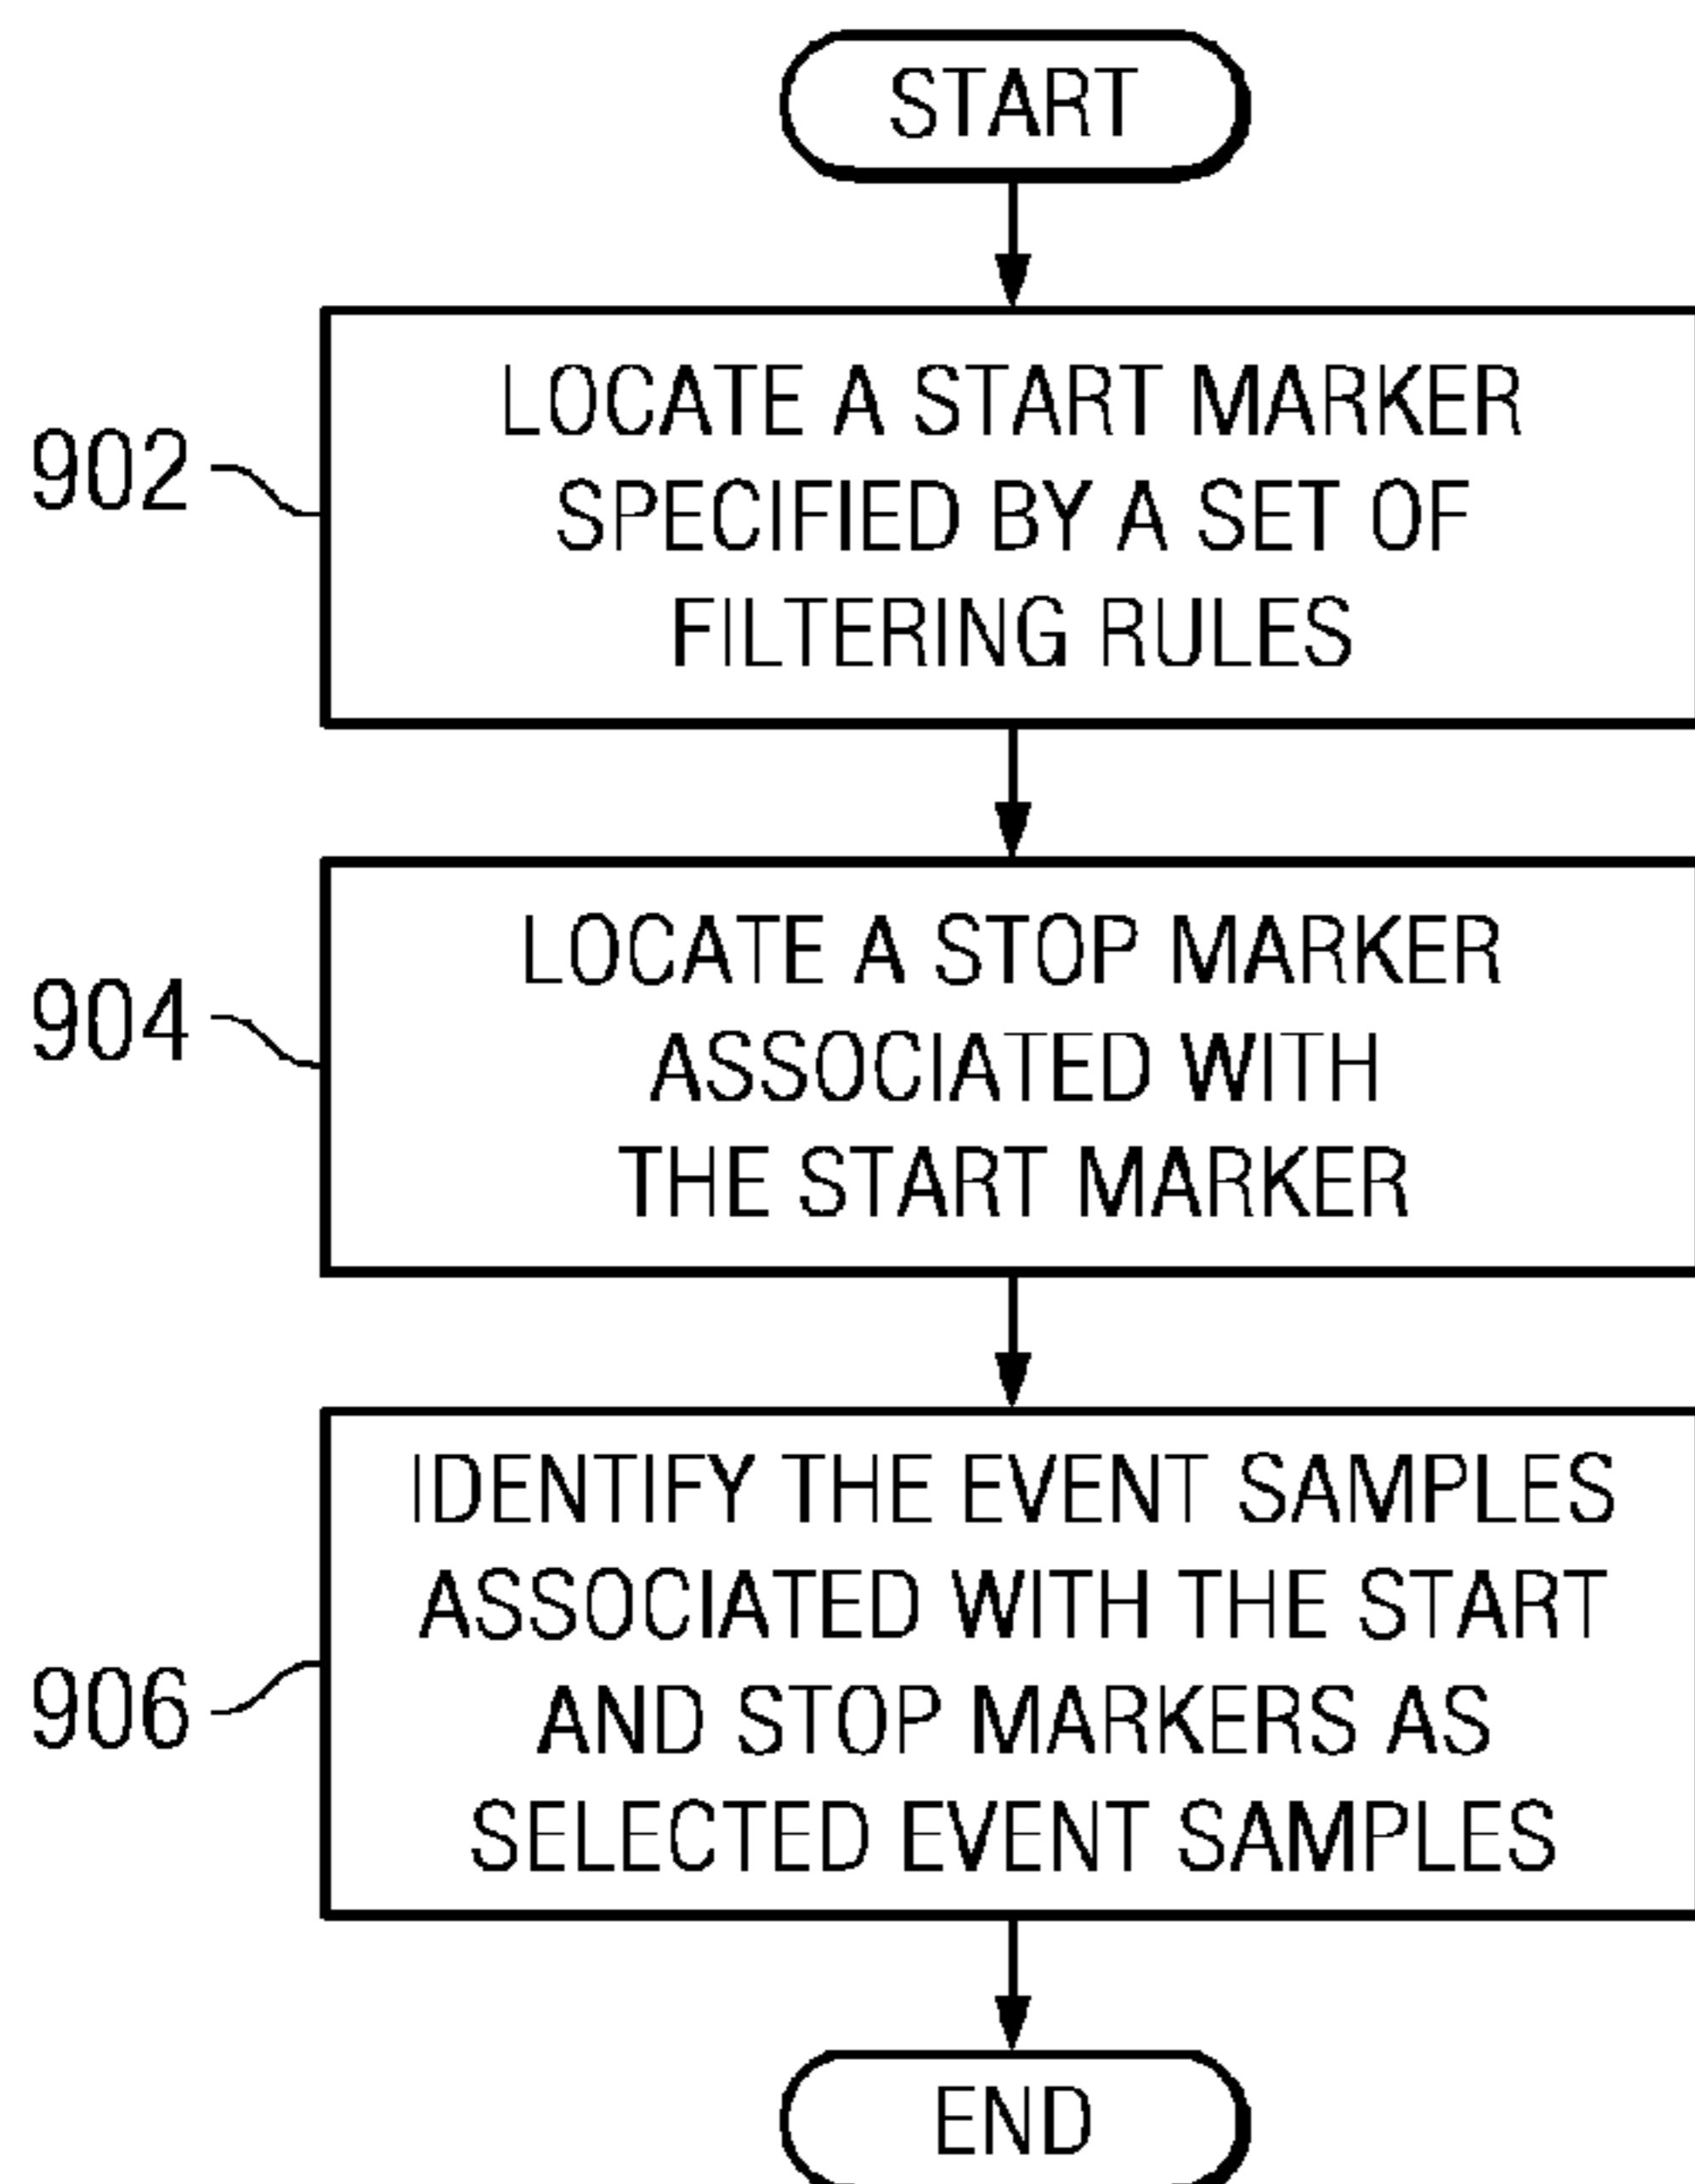 START
902
LOCATE A START MARKER
SPECIFIED BY A SET OF
FILTERING RULES
904
LOCATE A STOP MARKER
ASSOCIATED WITH
THE START MARKER
906
IDENTIFY THE EVENT SAMPLES
ASSOCIATED WITH THE START
AND STOP MARKERS AS
SELECTED EVENT SAMPLES
END